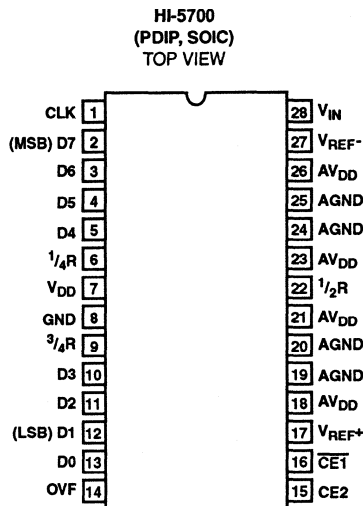 HI-5700
(PDIP, SOIC)
TOP VIEW
CLK 1
(MSB) D7 2
D6 3
D5 4
D4 5
1/4R 6
VDD 7
GND 8
3/4R 9
D3 10
D2 11
(LSB) D1 12
D0 13
OVF 14
28 VIN
27 VREF-
26 AVDD
25 AGND
24 AGND
23 AVDD
22 1/2R
21 AVDD
20 AGND
19 AGND
18 AVDD
17 VREF+
16 C̅E̅1̅
15 CE2